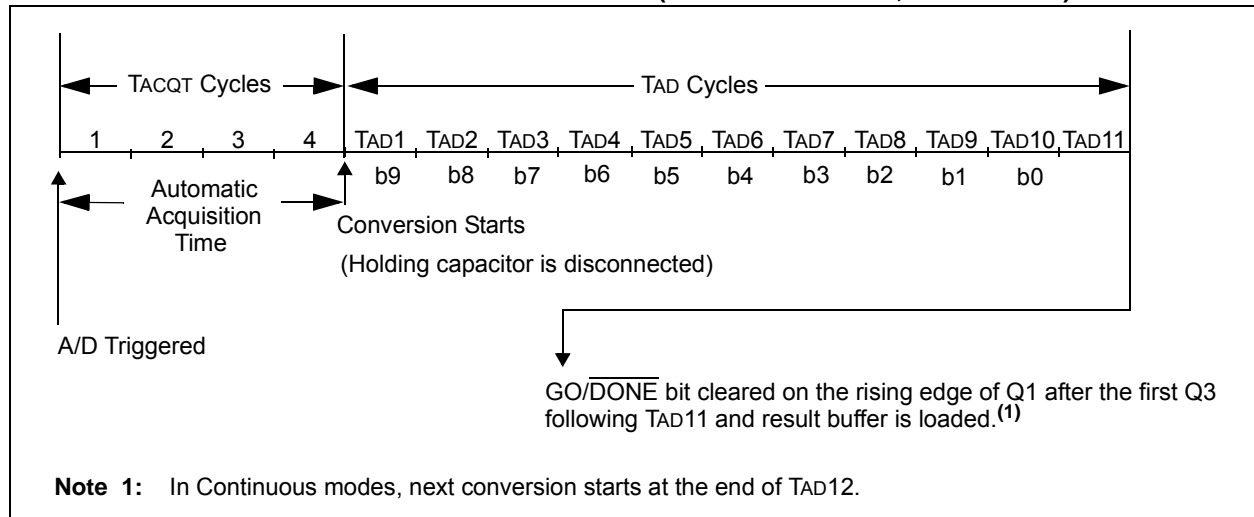 TACQT Cycles
TAD Cycles
1 2 3 4 TAD1 TAD2 TAD3 TAD4 TAD5 TAD6 TAD7 TAD8 TAD9 TAD10 TAD11
b9 b8 b7 b6 b5 b4 b3 b2 b1 b0
Automatic
Acquisition
Time
Conversion Starts
(Holding capacitor is disconnected)
A/D Triggered
GO/DONE bit cleared on the rising edge of Q1 after the first Q3
following TAD11 and result buffer is loaded.(1)
Note 1: In Continuous modes, next conversion starts at the end of TAD12.